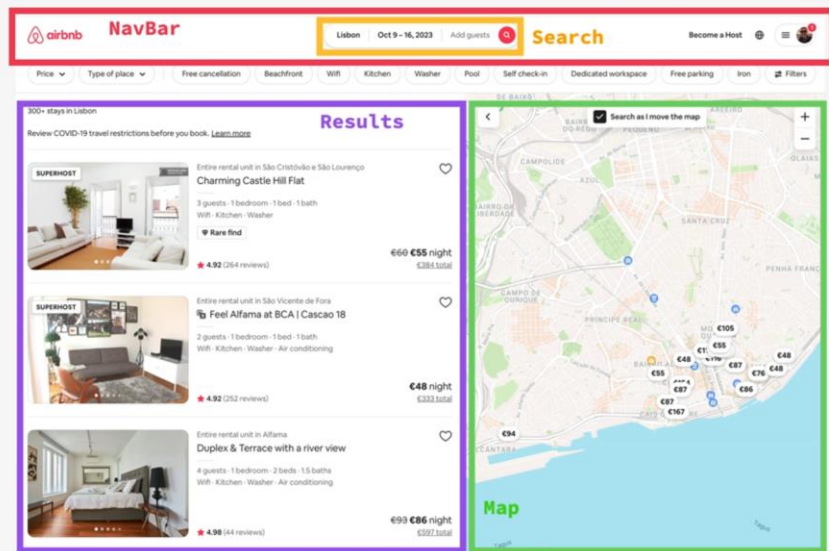 airbnb
NavBar
Lisbon Oct 9 – 16, 2023 Add guests
Search
Become a Host
Price Type of place Free cancellation Beachfront Wifi Kitchen Washer Pool Self check-in Dedicated workspace Free parking Iron Filters
300+ stays in Lisbon
Results
Review COVID-19 travel restrictions before you book. Learn more
SUPERHOST
Entire rental unit in São Cristóvão e São Lourenço
Charming Castle Hill Flat
3 guests · 1 bedroom · 1 bed · 1 bath
Wifi · Kitchen · Washer
Rare find
€60 €55 night
4.92 (264 reviews)
€384 total
SUPERHOST
Entire rental unit in São Vicente de Fora
Feel Alfama at BCA | Cascao 18
2 guests · 1 bedroom · 1 bed · 1 bath
Wifi · Kitchen · Washer · Air conditioning
€48 night
4.92 (252 reviews)
€333 total
Entire rental unit in Alfama
Duplex & Terrace with a river view
4 guests · 1 bedroom · 2 beds · 1.5 baths
Wifi · Kitchen · Washer · Air conditioning
€93 €86 night
4.98 (44 reviews)
€597 total
Search as I move the map
CAMPOLIDE
AZUL
SANTA CRUZ
CAMPO DE
OURIQUE
PRÍNCIPE REAL
€105
€55
€48
€87
€48
€55
€76
€48
€87
€86
€87
€167
€94
Map
Tagus